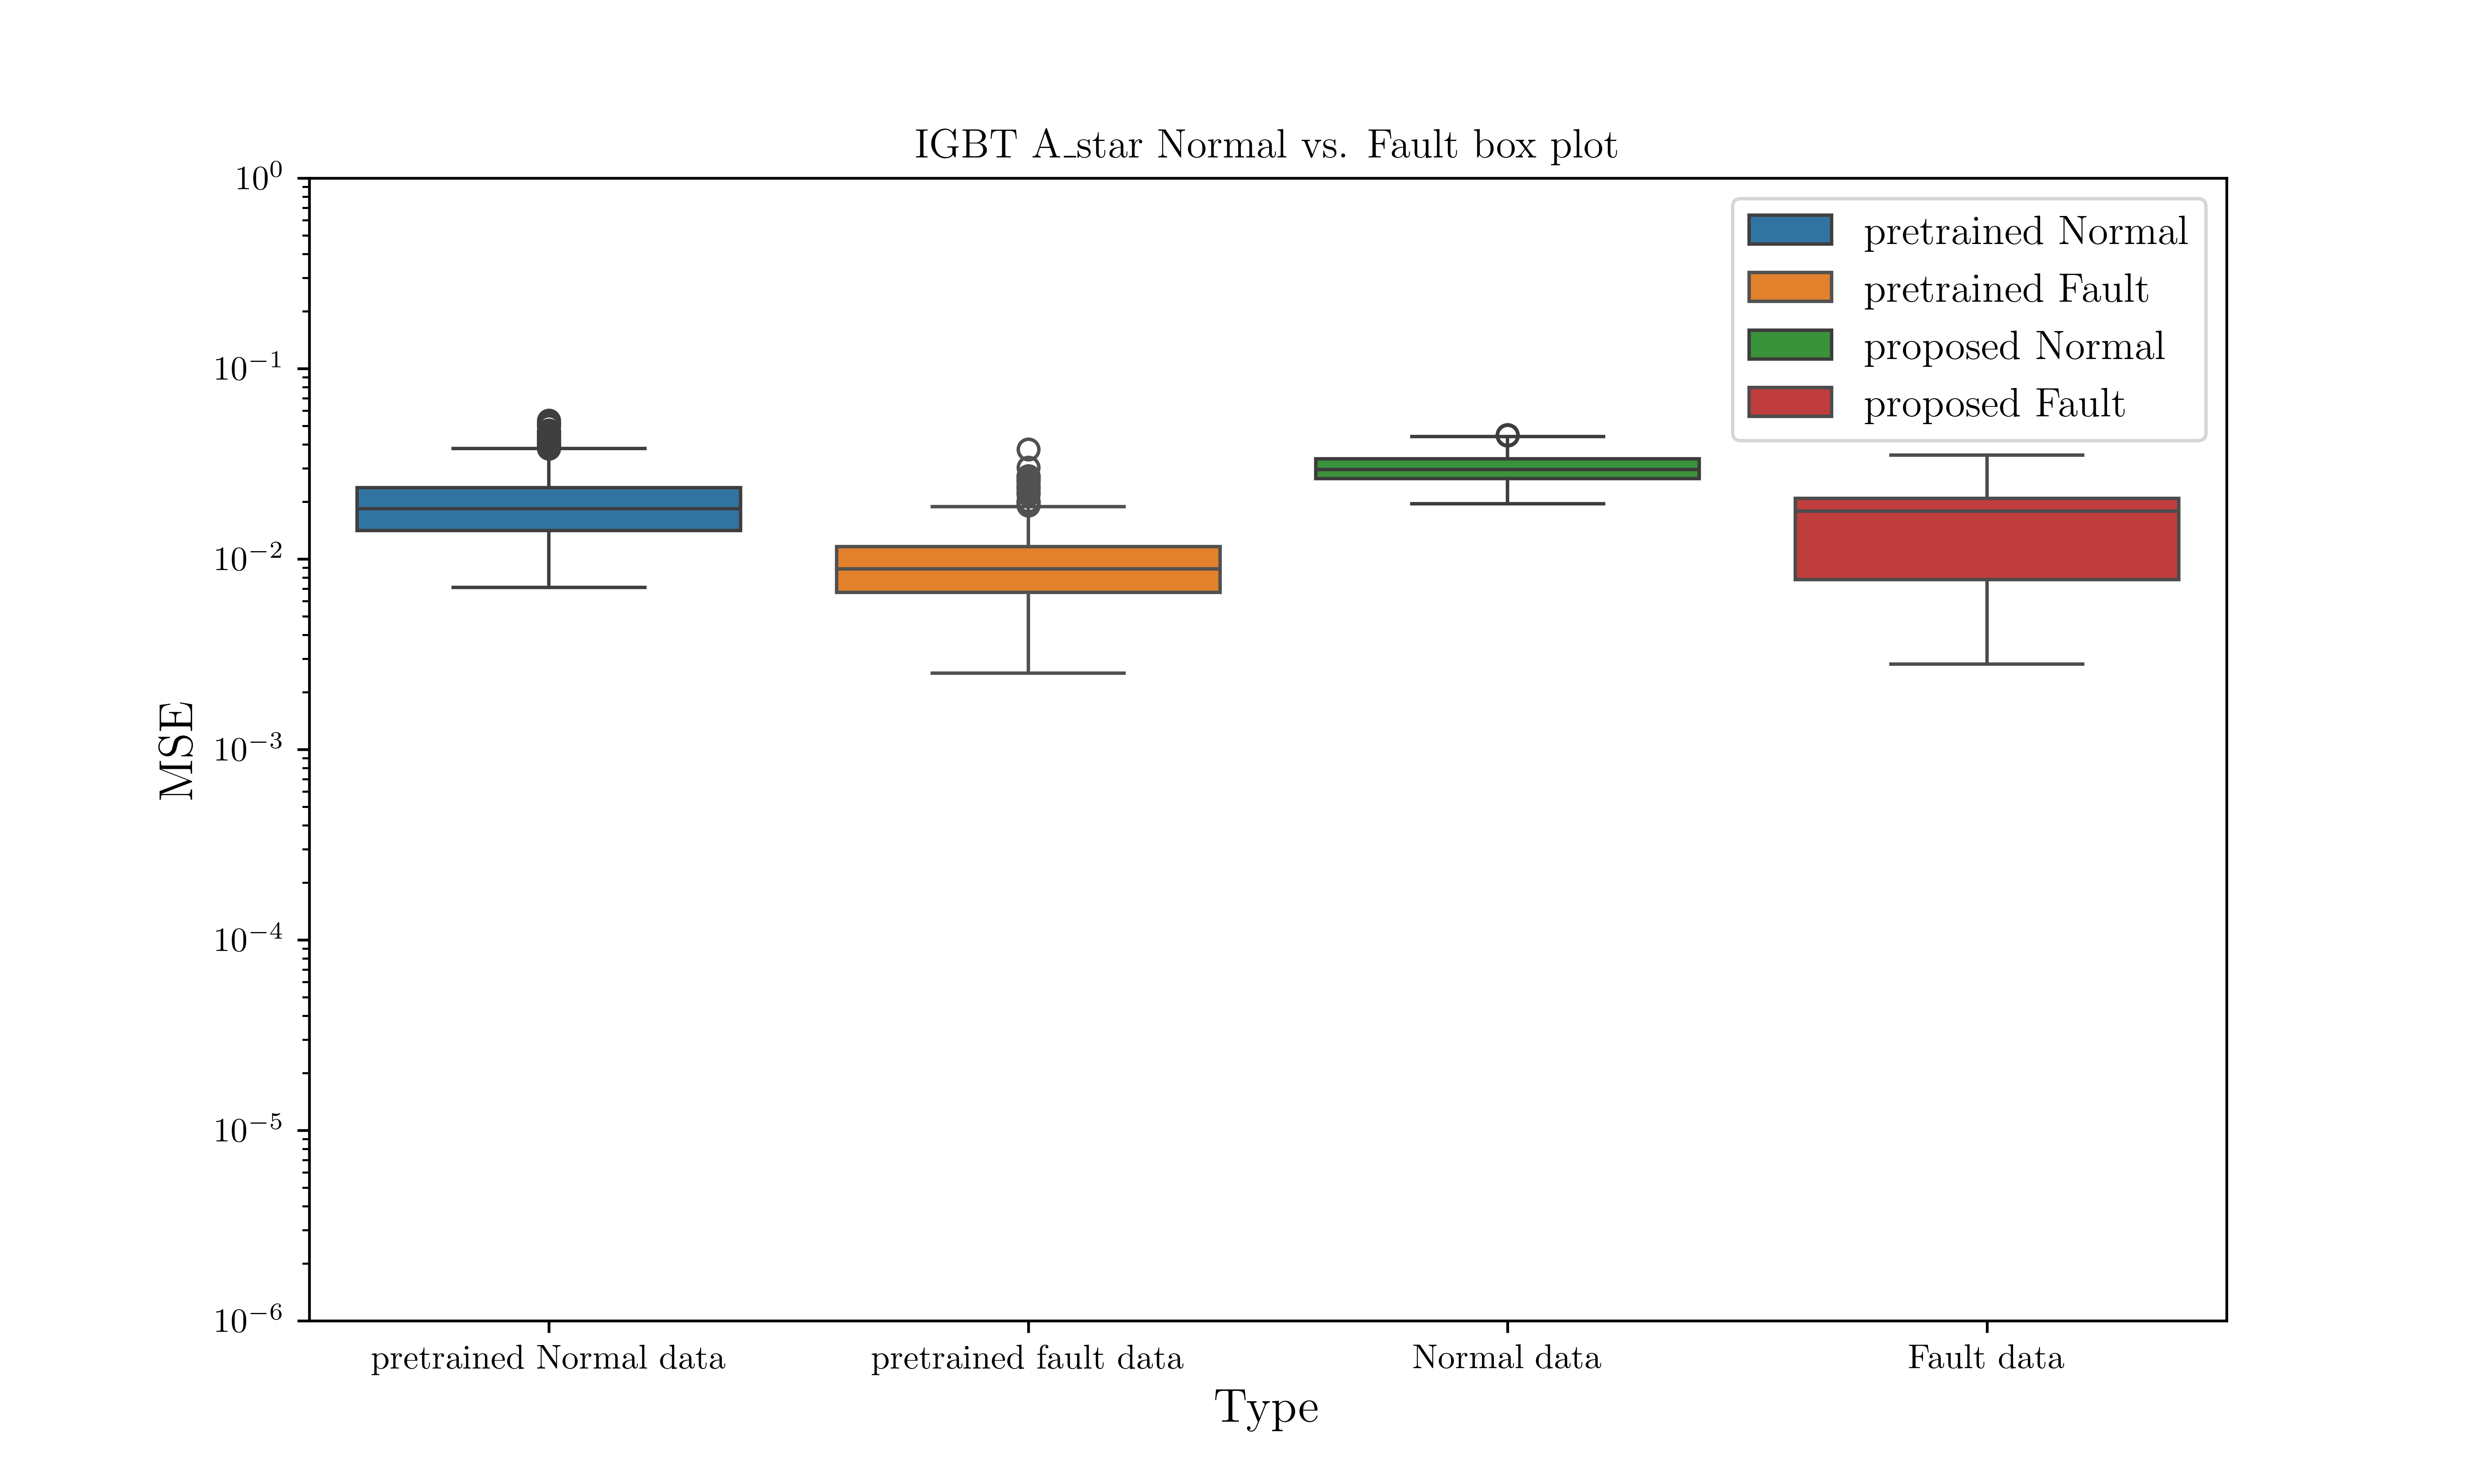 IGBT A_star Normal vs. Fault box plot
10⁰
10⁻¹
10⁻²
10⁻³
10⁻⁴
10⁻⁵
10⁻⁶
MSE
pretrained Normal
pretrained Fault
proposed Normal
proposed Fault
pretrained Normal data
pretrained fault data
Normal data
Fault data
Type